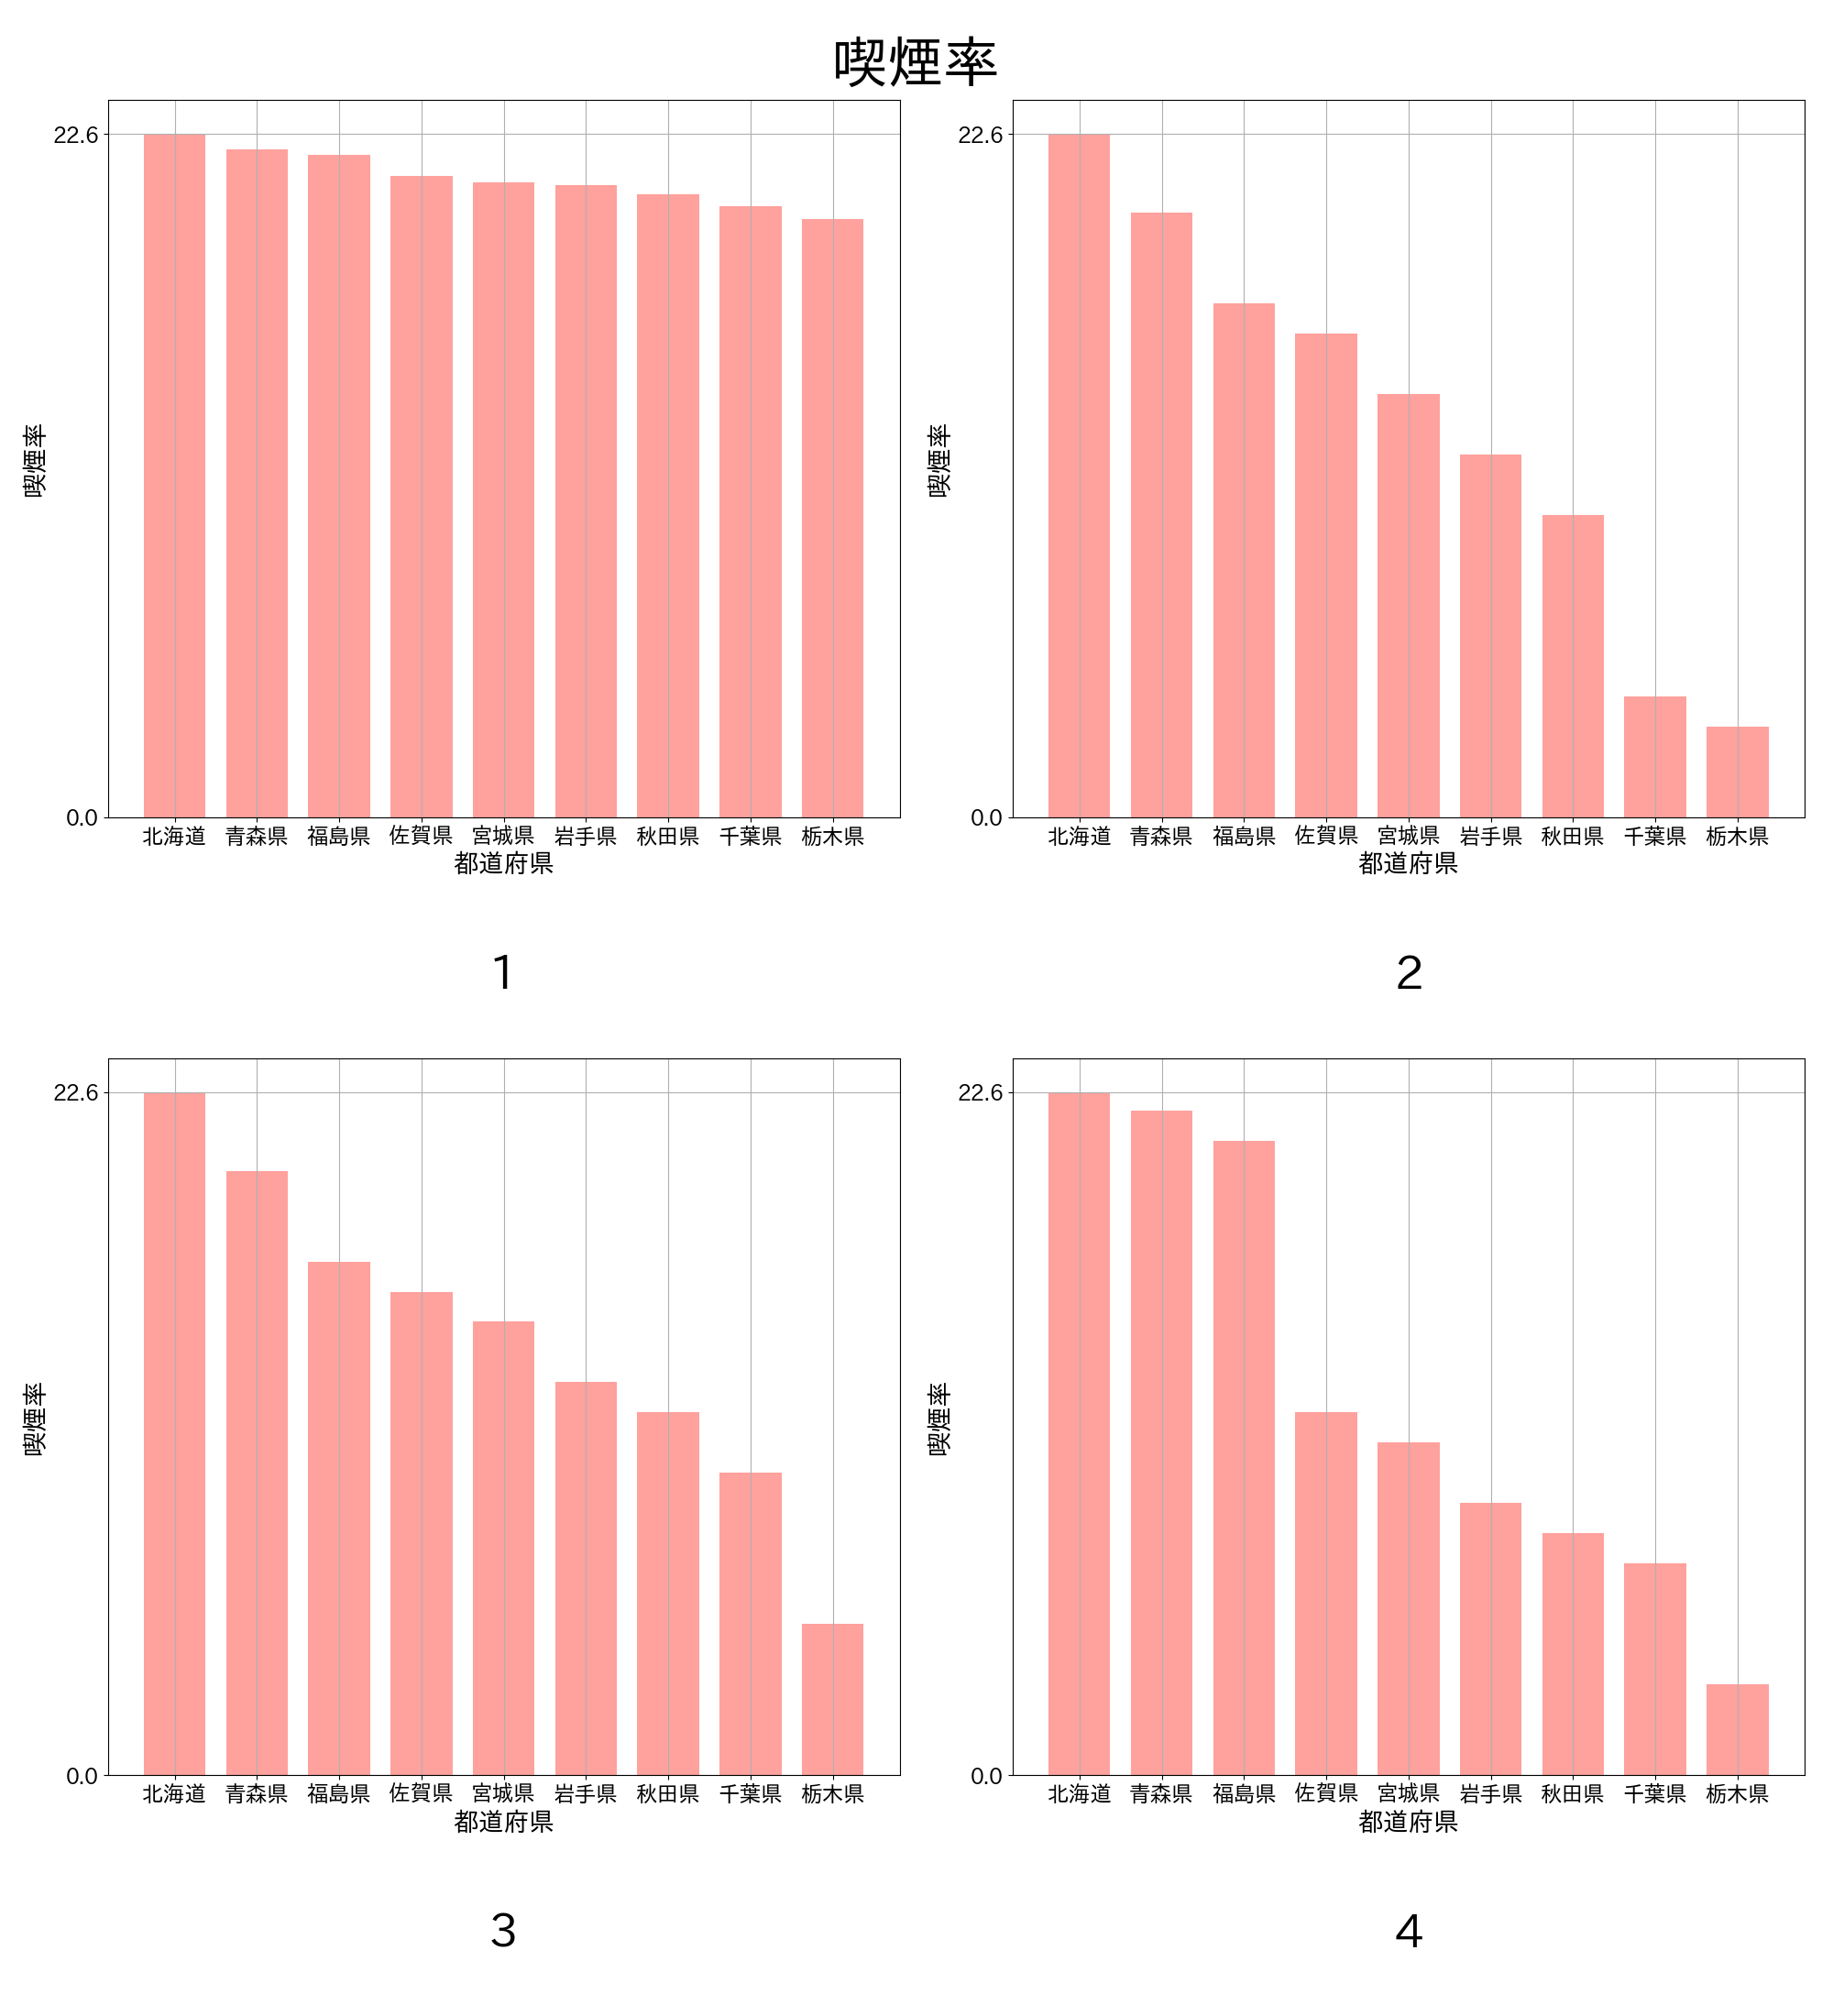 喫煙率
22.6
0.0
喫煙率
北海道 青森県 福島県 佐賀県 宮城県 岩手県 秋田県 千葉県 栃木県
都道府県
1
22.6
0.0
喫煙率
北海道 青森県 福島県 佐賀県 宮城県 岩手県 秋田県 千葉県 栃木県
都道府県
2
22.6
0.0
喫煙率
北海道 青森県 福島県 佐賀県 宮城県 岩手県 秋田県 千葉県 栃木県
都道府県
3
22.6
0.0
喫煙率
北海道 青森県 福島県 佐賀県 宮城県 岩手県 秋田県 千葉県 栃木県
都道府県
4